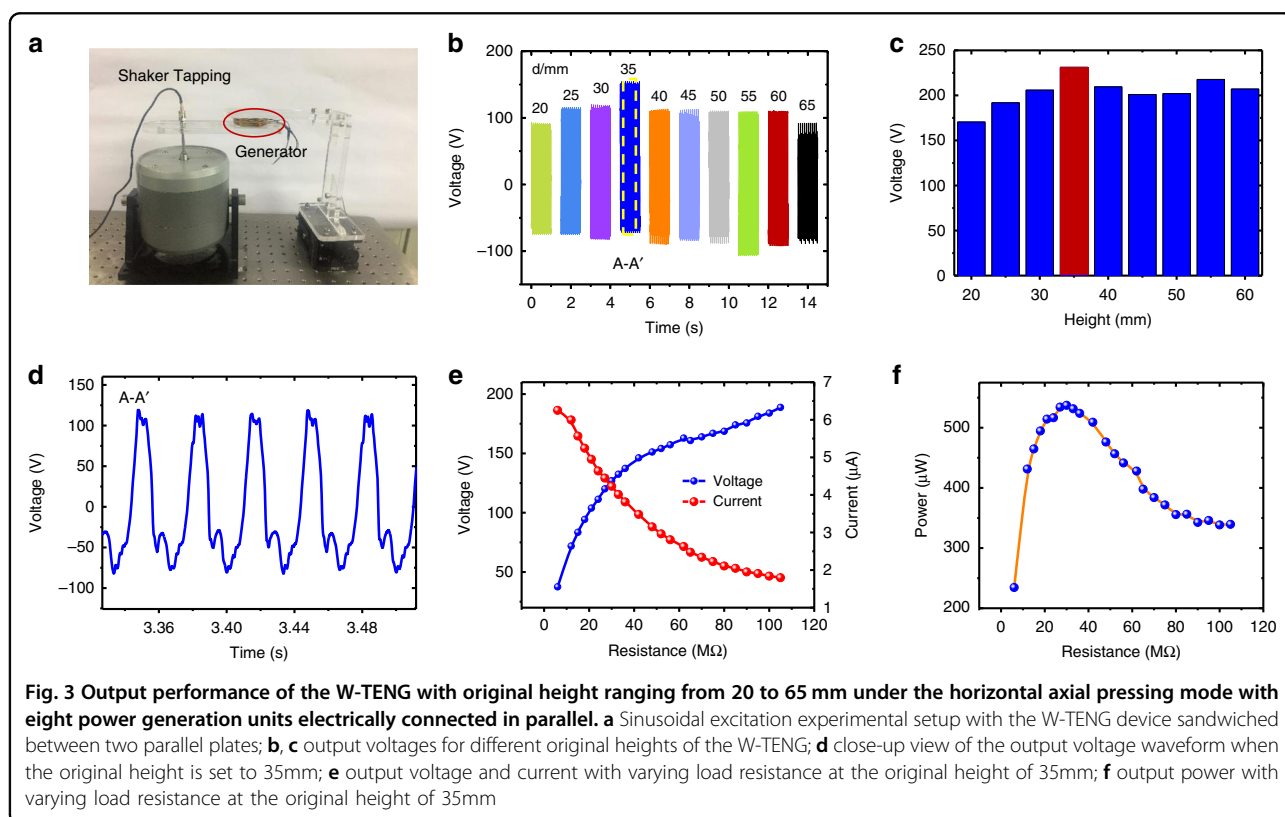 a
Shaker Tapping
Generator
b
200
150
100
50
0
−100
Voltage (V)
d/mm
20
25
30
35
40
45
50
55
60
65
A-A′
0 2 4 6 8 10 12 14
Time (s)
c
250
200
150
100
50
0
Voltage (V)
20 30 40 50 60
Height (mm)
d
A-A′
150
100
50
0
−50
−100
Voltage (V)
3.36 3.40 3.44 3.48
Time (s)
e
200
150
100
50
Voltage (V)
Voltage
Current
7
6
5
4
3
2
1
Current (μA)
0 20 40 60 80 100 120
Resistance (MΩ)
f
500
400
300
200
Power (μW)
0 20 40 60 80 100 120
Resistance (MΩ)
Fig. 3 Output performance of the W-TENG with original height ranging from 20 to 65 mm under the horizontal axial pressing mode with
eight power generation units electrically connected in parallel. a Sinusoidal excitation experimental setup with the W-TENG device sandwiched
between two parallel plates; b, c output voltages for different original heights of the W-TENG; d close-up view of the output voltage waveform when
the original height is set to 35mm; e output voltage and current with varying load resistance at the original height of 35mm; f output power with
varying load resistance at the original height of 35mm